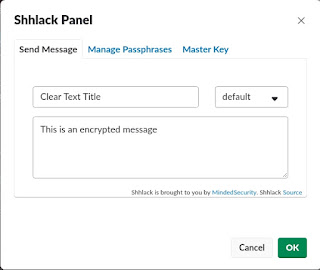 Shhlack Panel ×
Send Message Manage Passphrases Master Key
Clear Text Title default
This is an encrypted message
Shhlack is brought to you by MindedSecurity. Shhlack Source
Cancel OK